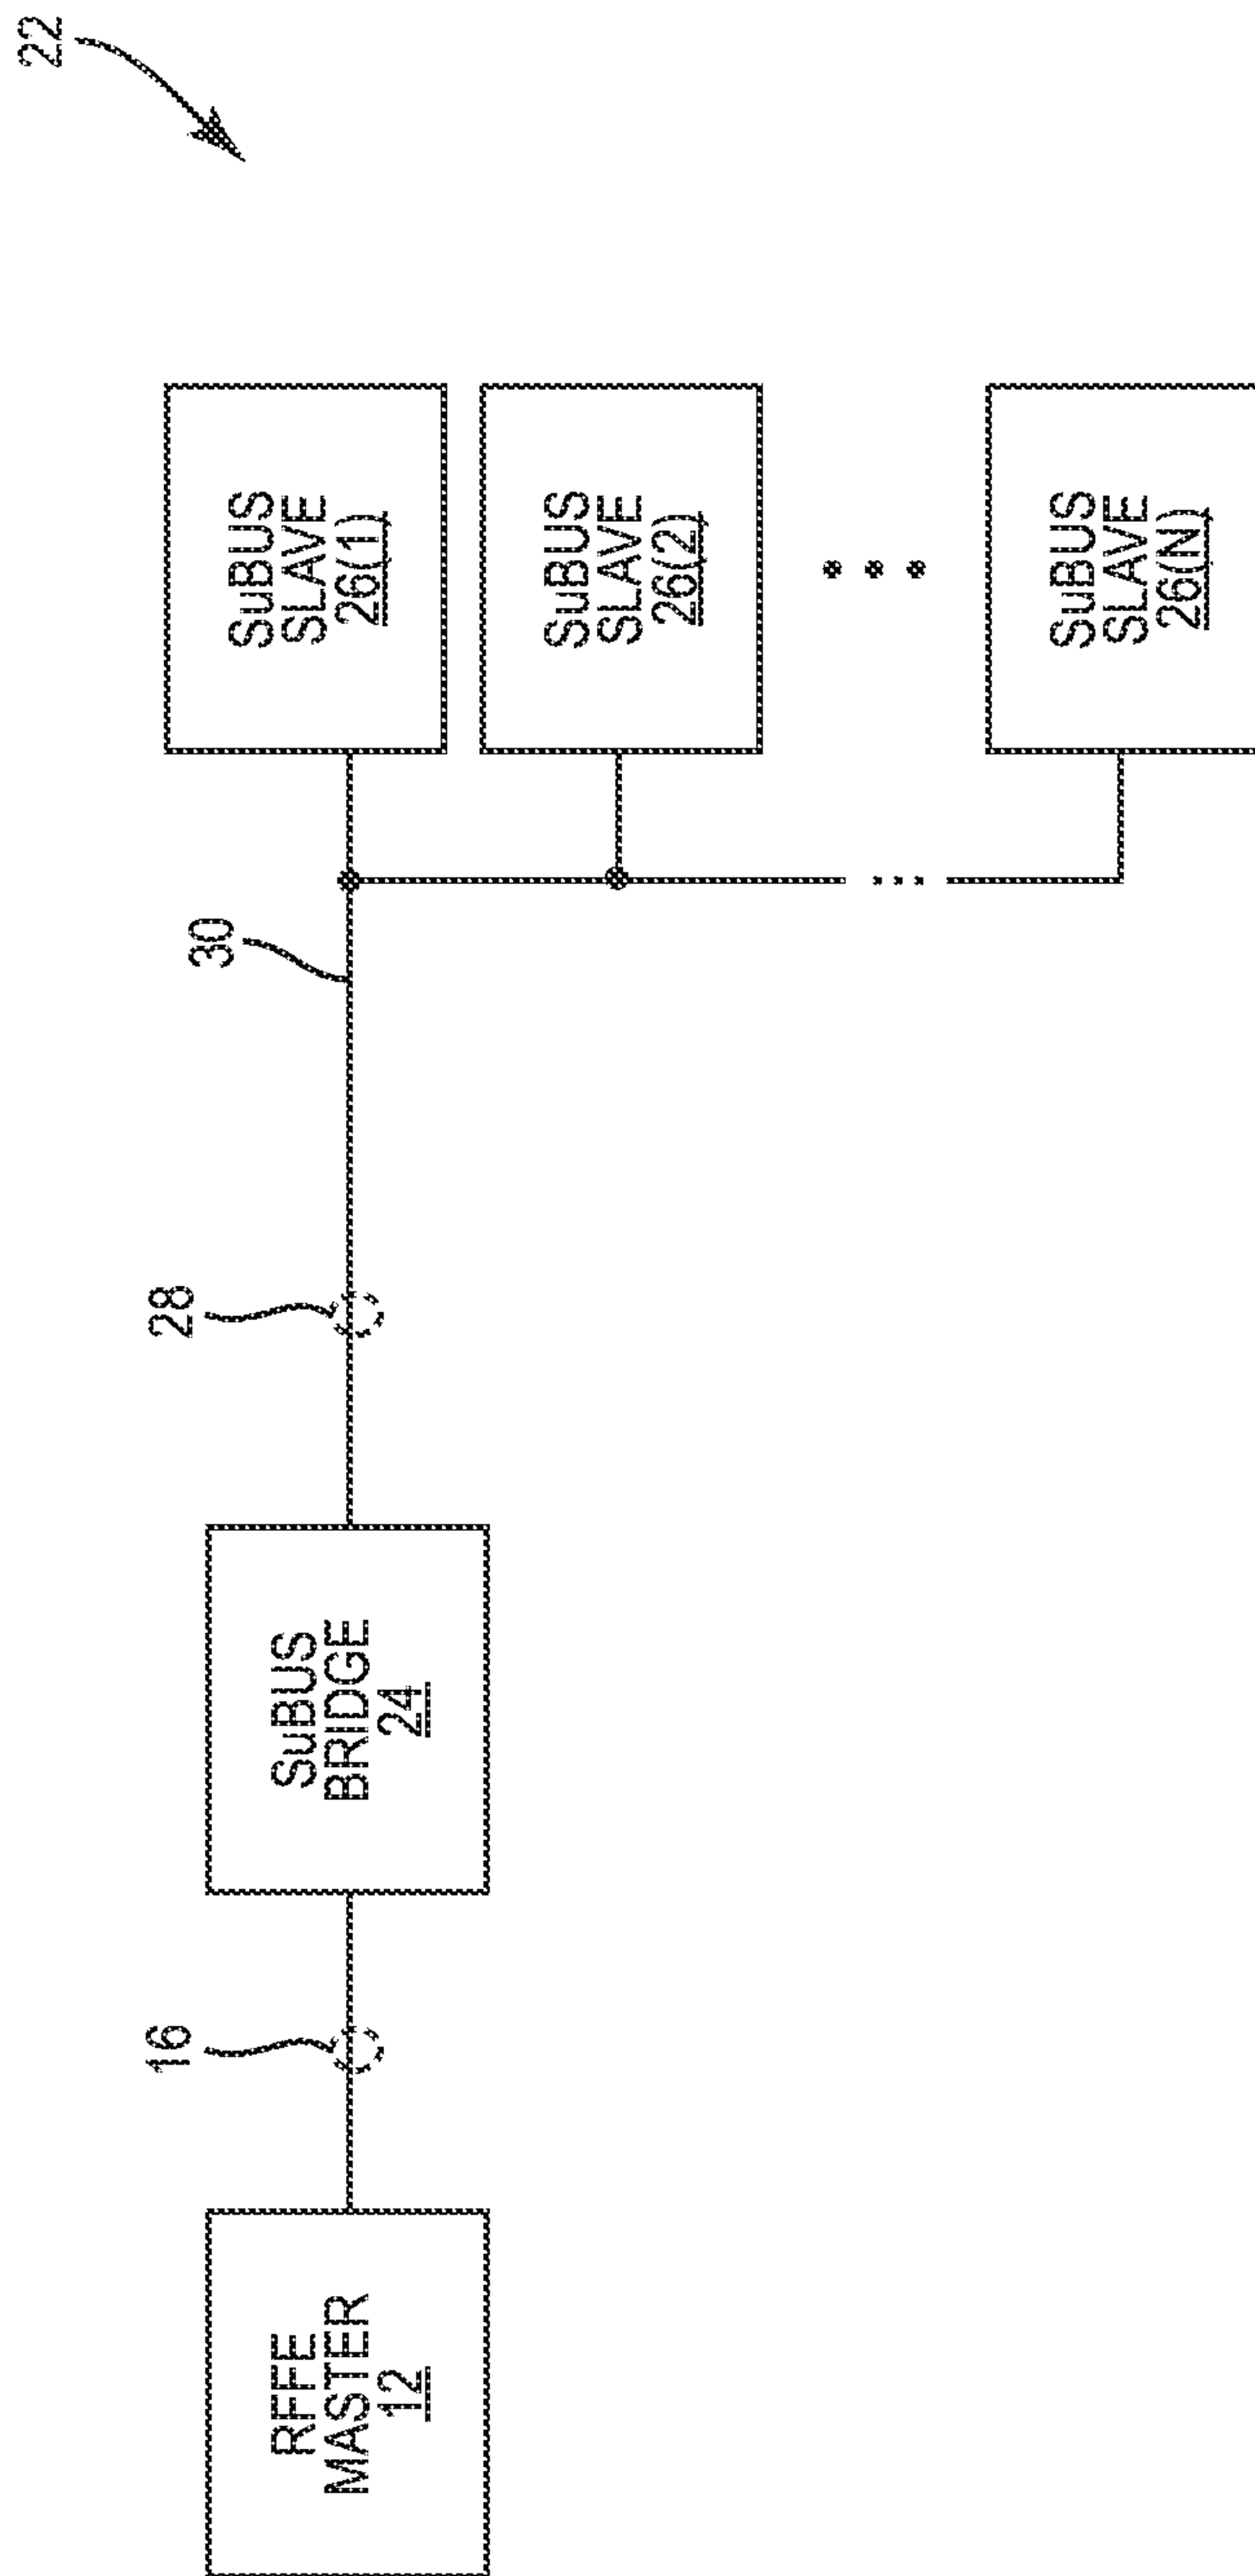 22
RFFE
MASTER
12
16
SuBUS
BRIDGE
24
28
30
SuBUS
SLAVE
26(1)
SuBUS
SLAVE
26(2)
SuBUS
SLAVE
26(N)